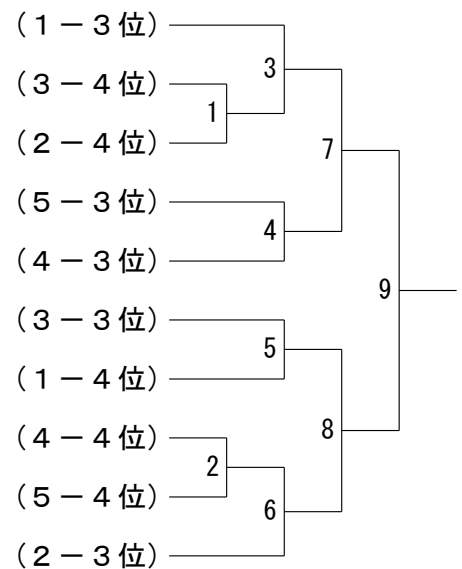 （１－３位）
3
（３－４位）
1
（２－４位）
7
（５－３位）
4
（４－３位）
9
（３－３位）
5
（１－４位）
8
（４－４位）
2
（５－４位）
6
（２－３位）